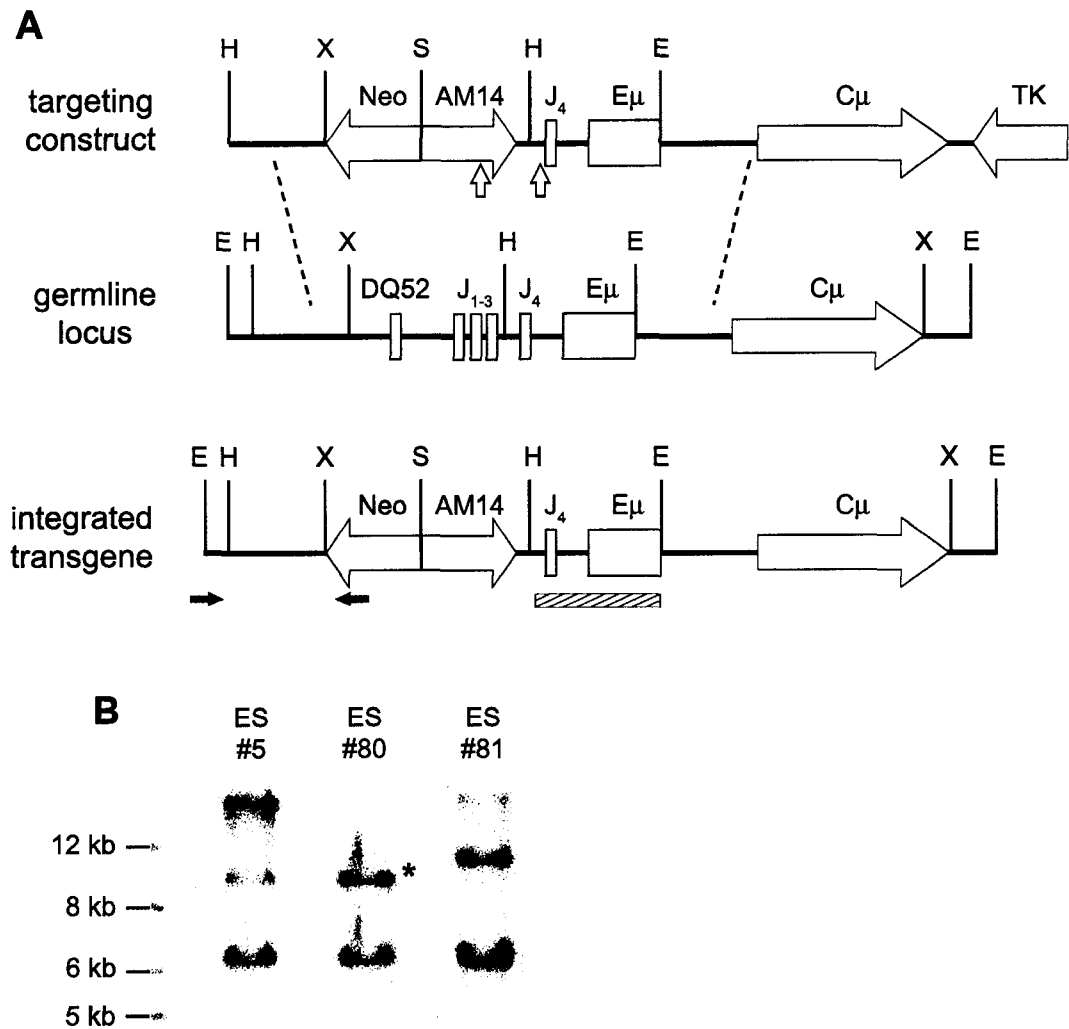 A
H X S H E
targeting construct
Neo AM14 J4 Eμ Cμ TK
E H X H E X E
germline locus
DQ52 J1-3 J4 Eμ Cμ
E H X S H E X E
integrated transgene
Neo AM14 J4 Eμ Cμ
B
ES #5
ES #80
ES #81
12 kb
*
8 kb
6 kb
5 kb